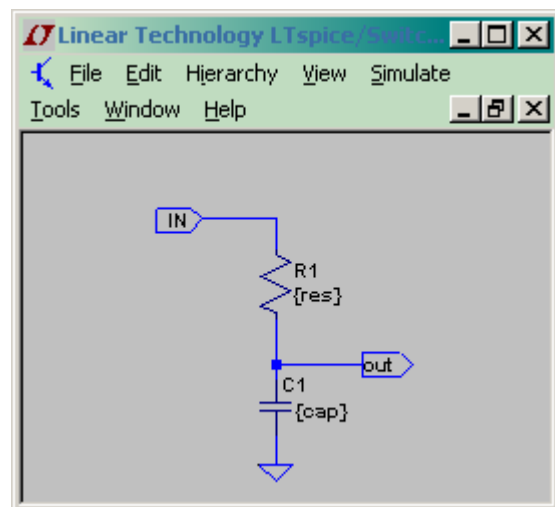 Linear Technology LTspice/Switc...
File Edit Hierarchy View Simulate
Tools Window Help
IN
R1
{res}
out
C1
{cap}